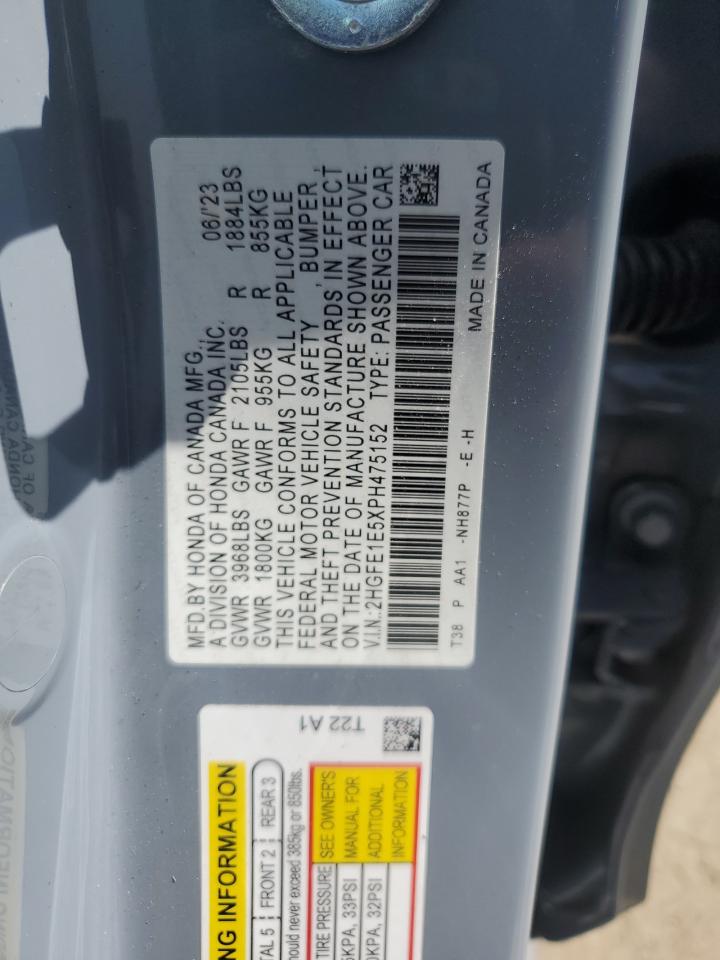 MFD.BY HONDA OF CANADA MFG., 06/'23
A DIVISION OF HONDA CANADA INC.
GVWR 3968LBS GAWR F 2105LBS R 1884LBS
GVWR 1800KG GAWR F 955KG R 855KG
THIS VEHICLE CONFORMS TO ALL APPLICABLE
FEDERAL MOTOR VEHICLE SAFETY , BUMPER ,
AND THEFT PREVENTION STANDARDS IN EFFECT
ON THE DATE OF MANUFACTURE SHOWN ABOVE.
V.I.N.:2HGFE1E5XPH475152 TYPE: PASSENGER CAR
T38 P AA1 -NH877P -E -H
MADE IN CANADA
T22 A1
NG INFORMATION
TAL 5 FRONT 2 REAR 3
hould never exceed 385kg or 850lbs.
TIRE PRESSURE SEE OWNER'S
KPA, 33PSI MANUAL FOR
0KPA, 32PSI ADDITIONAL
INFORMATION